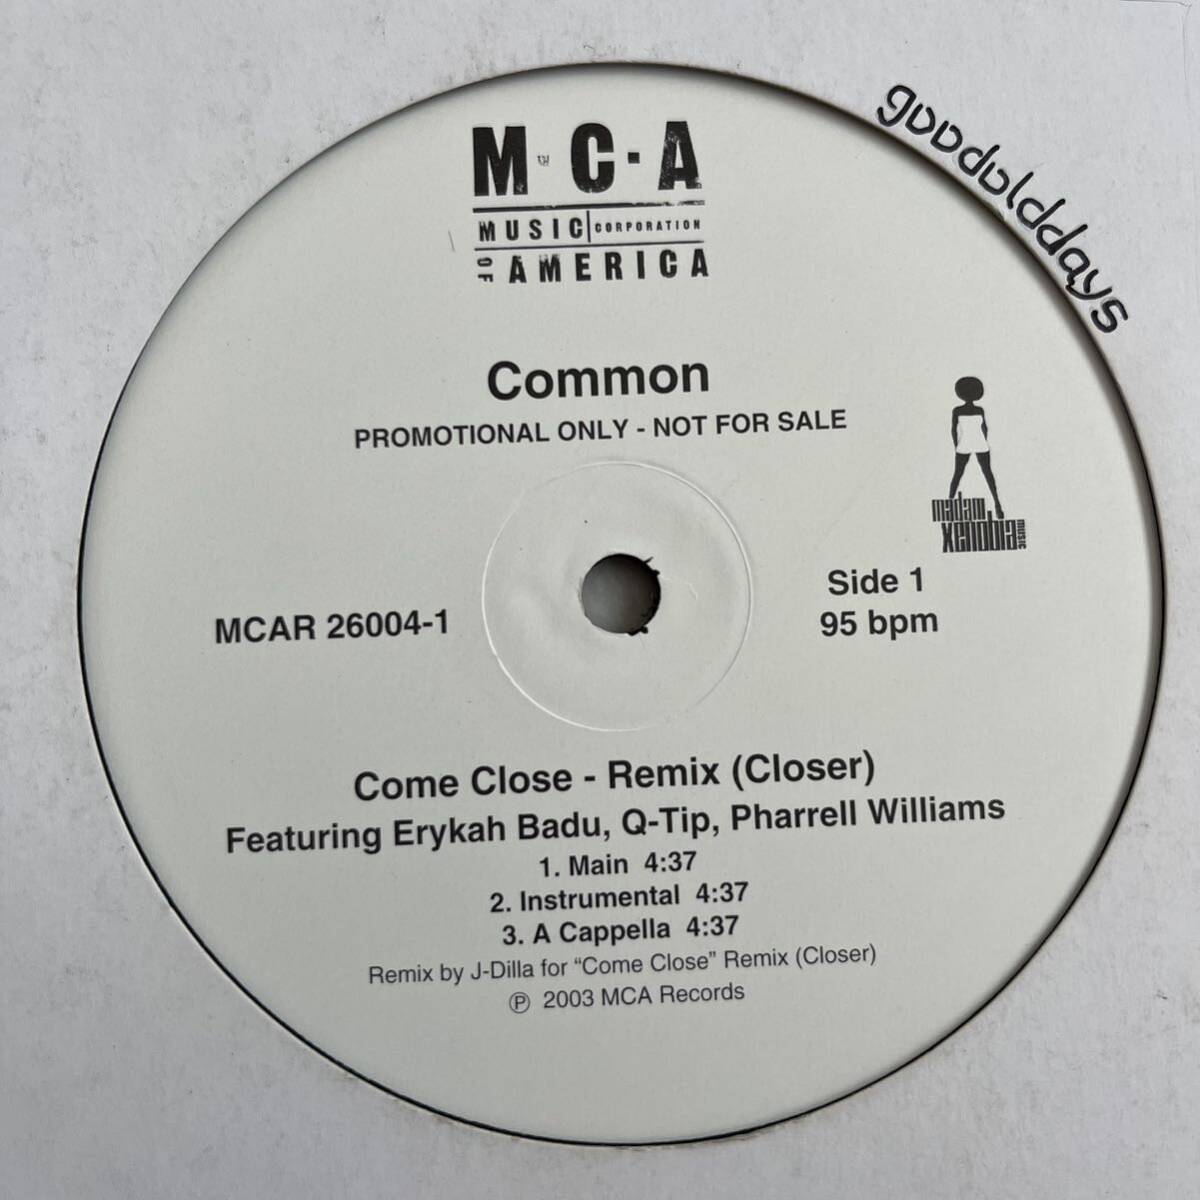 gooduldday​s
M·C·A
MUSIC CORPORATION
OF AMERICA
Common
PROMOTIONAL ONLY - NOT FOR SALE
madam
xenobia
music
Side 1
95 bpm
MCAR 26004-1
Come Close - Remix (Closer)
Featuring Erykah Badu, Q-Tip, Pharrell Williams
1. Main 4:37
2. Instrumental 4:37
3. A Cappella 4:37
Remix by J-Dilla for “Come Close” Remix (Closer)
℗ 2003 MCA Records